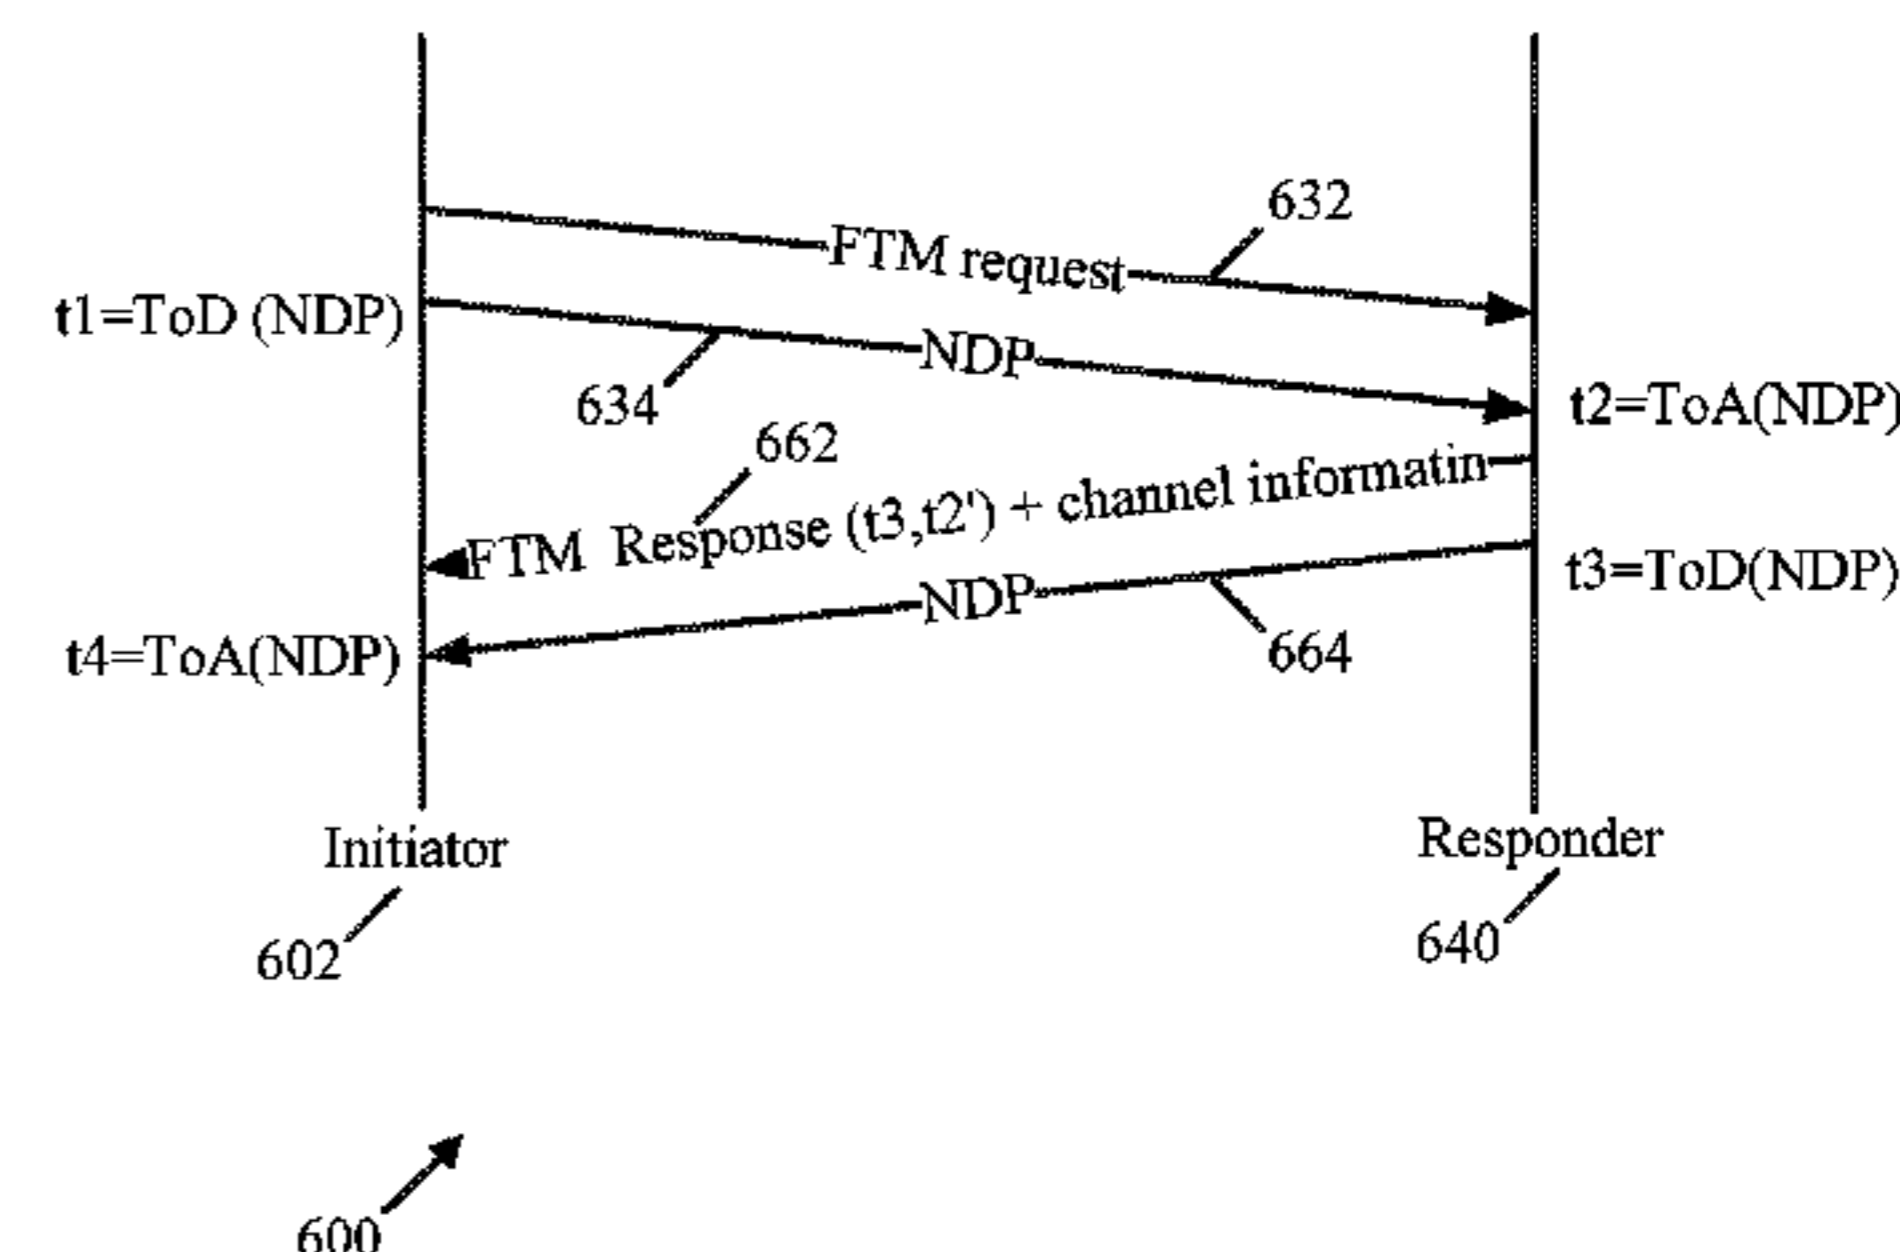 632
FTM request
t1=ToD (NDP)
NDP
634
t2=ToA(NDP)
662
FTM Response (t3,t2') + channel informatin
t3=ToD(NDP)
NDP
t4=ToA(NDP)
664
Initiator
Responder
602
640
600